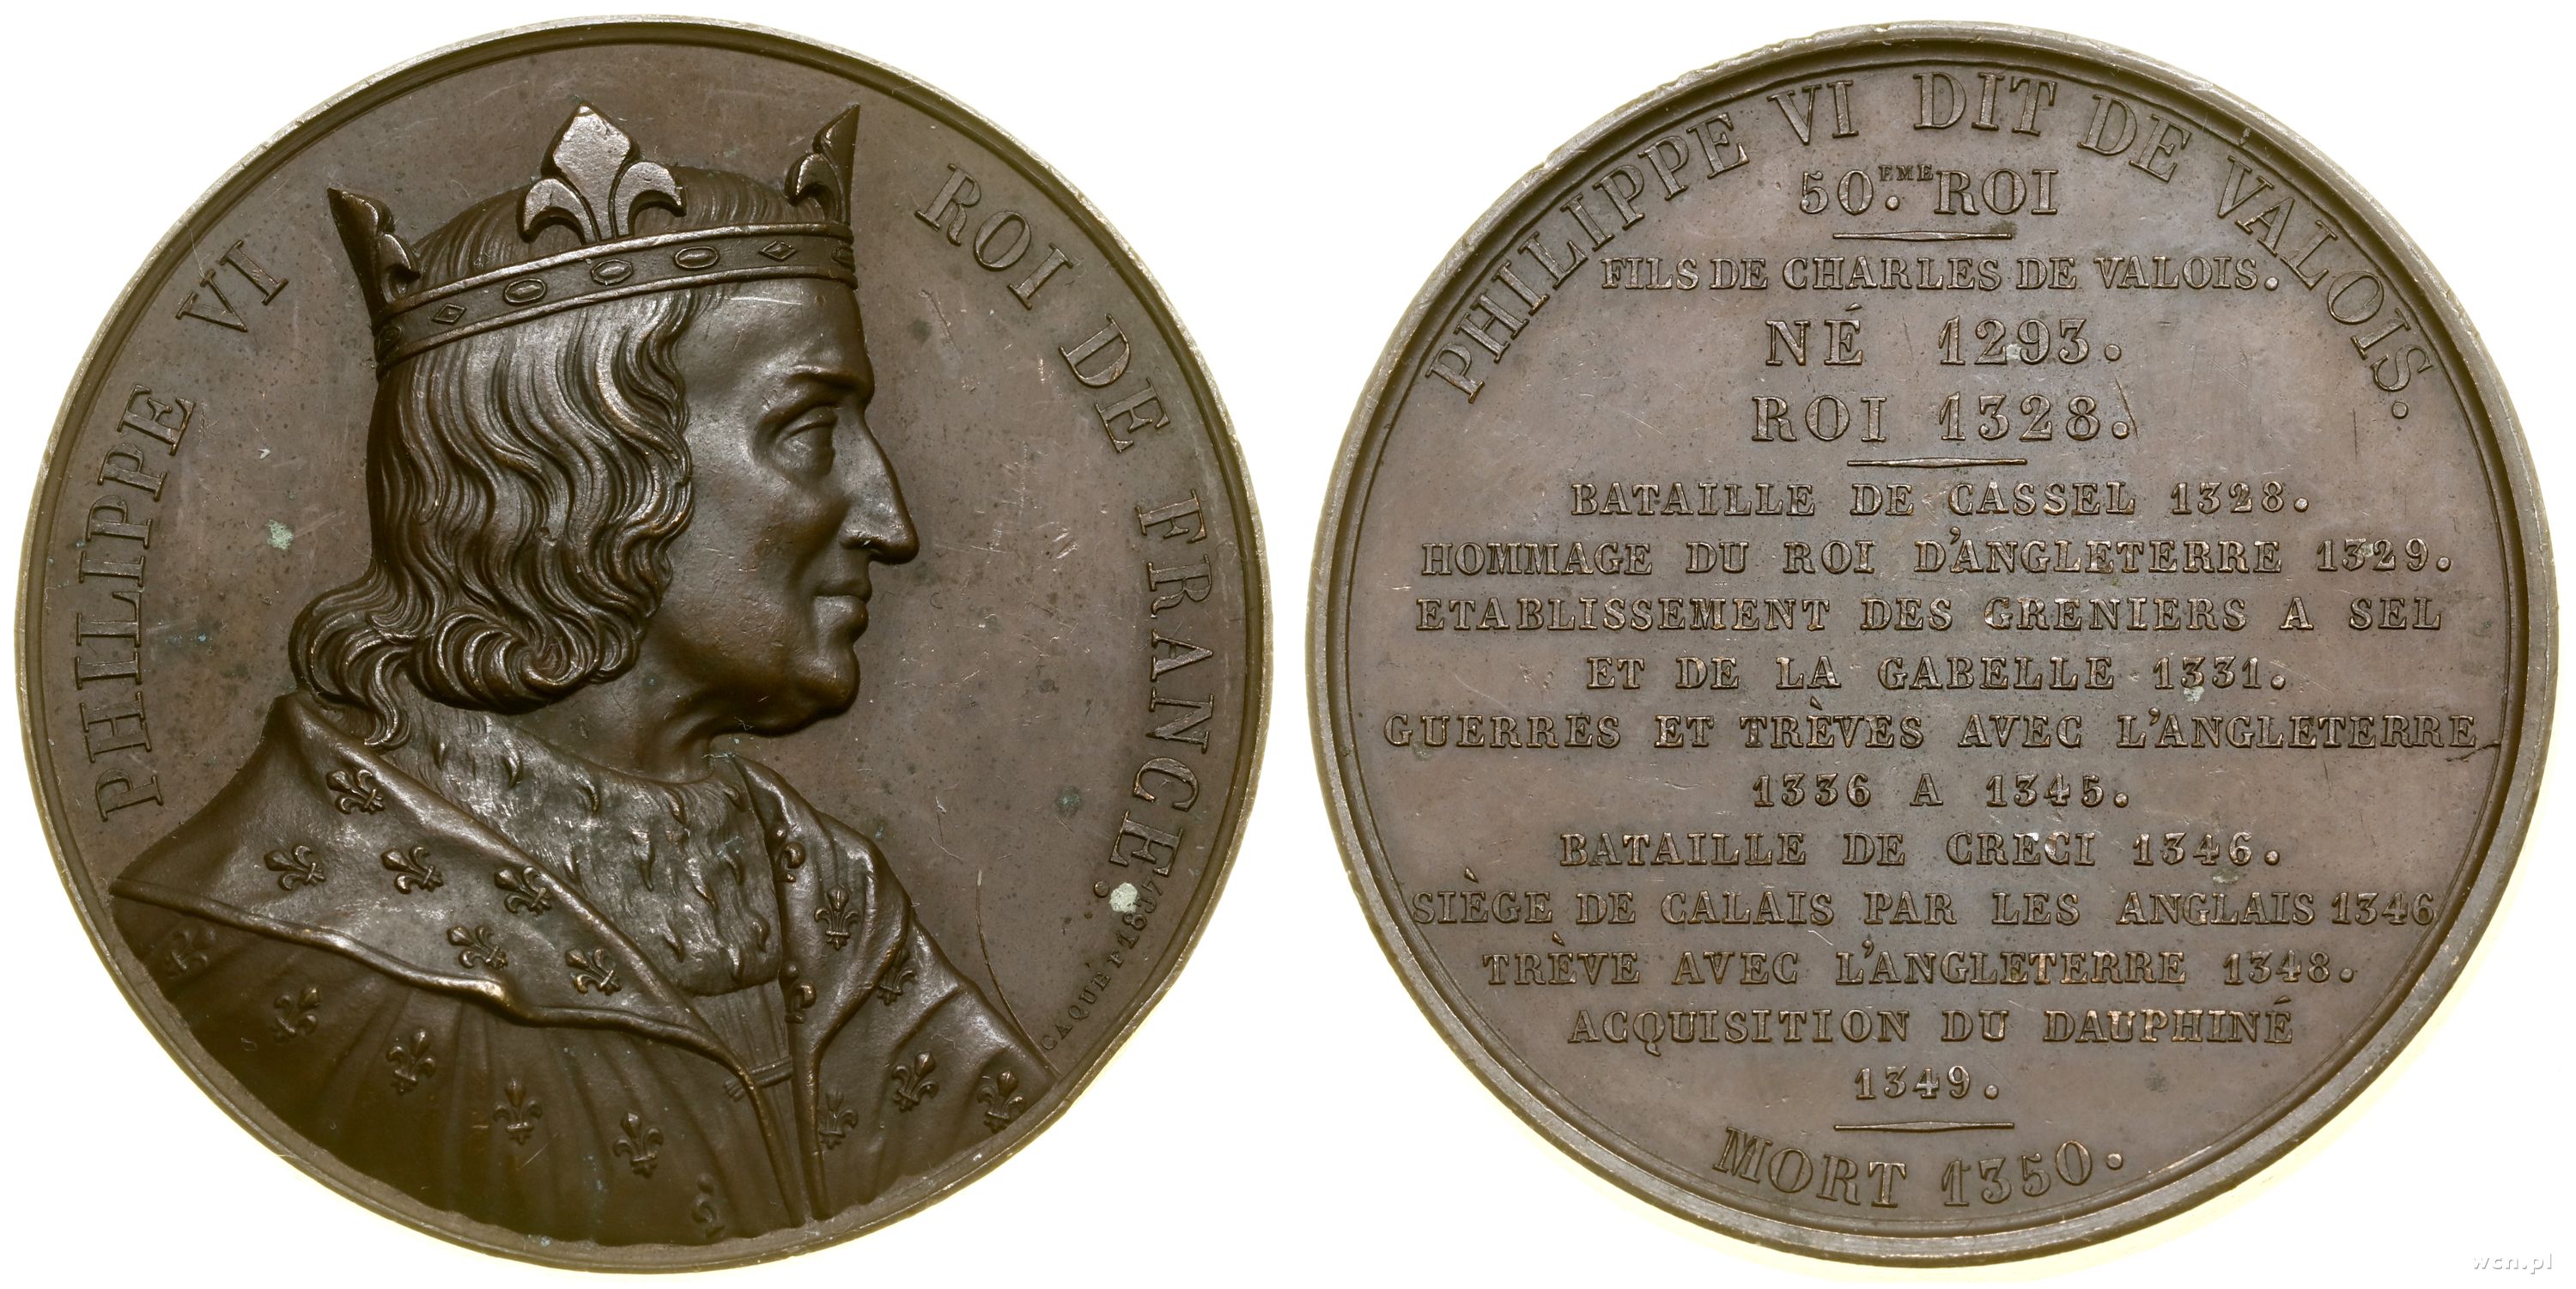 PHILIPPE VI ROI DE FRANCE.
CAQUÉ F.
PHILIPPE VI DIT DE VALOIS.
50.EME ROI
FILS DE CHARLES DE VALOIS.
NÉ 1293.
ROI 1328.
BATAILLE DE CASSEL 1328.
HOMMAGE DU ROI D'ANGLETERRE 1329.
ETABLISSEMENT DES GRENIERS A SEL
ET DE LA GABELLE 1331.
GUERRES ET TRÈVES AVEC L'ANGLETERRE
1336 A 1345.
BATAILLE DE CRECI 1346.
SIÈGE DE CALAIS PAR LES ANGLAIS 1346
TRÈVE AVEC L'ANGLETERRE 1348.
ACQUISITION DU DAUPHINÉ
1349.
MORT 1350.
wcn.pl